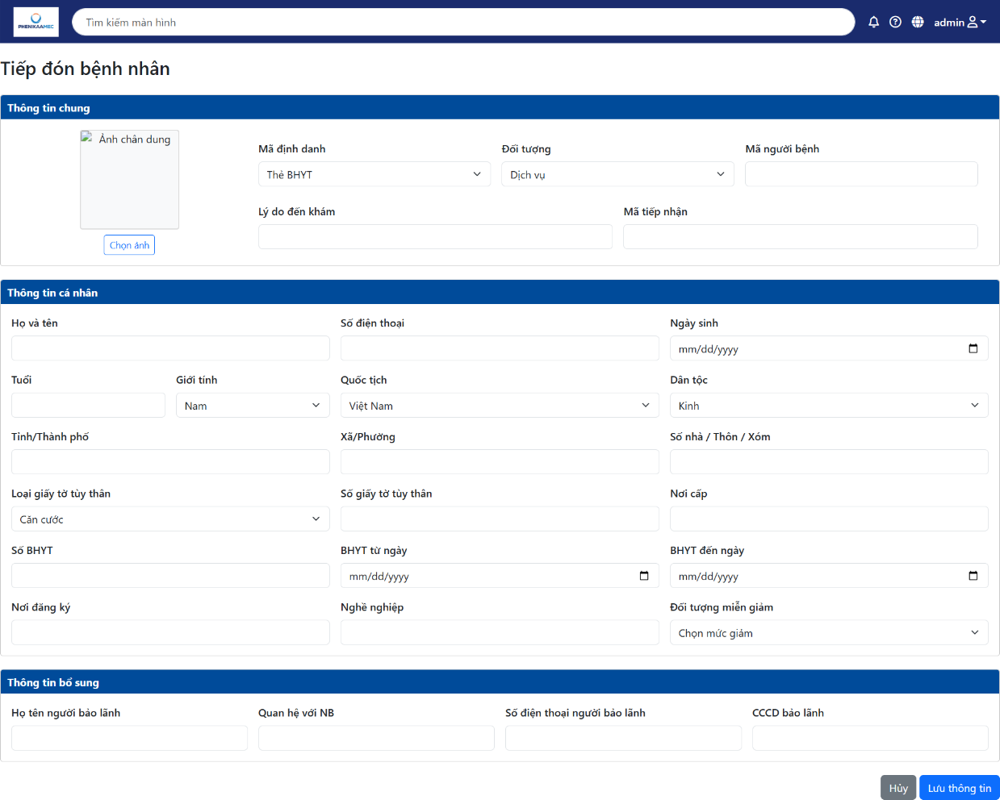 PHENIKAAMEC
Tìm kiếm màn hình
admin
Tiếp đón bệnh nhân
Thông tin chung
Ảnh chân dung
Chọn ảnh
Mã định danh
Đối tượng
Mã người bệnh
Thẻ BHYT
Dịch vụ
Lý do đến khám
Mã tiếp nhận
Thông tin cá nhân
Họ và tên
Số điện thoại
Ngày sinh
mm/dd/yyyy
Tuổi
Giới tính
Quốc tịch
Dân tộc
Nam
Việt Nam
Kinh
Tỉnh/Thành phố
Xã/Phường
Số nhà / Thôn / Xóm
Loại giấy tờ tùy thân
Số giấy tờ tùy thân
Nơi cấp
Căn cước
Số BHYT
BHYT từ ngày
BHYT đến ngày
mm/dd/yyyy
mm/dd/yyyy
Nơi đăng ký
Nghề nghiệp
Đối tượng miễn giảm
Chọn mức giảm
Thông tin bổ sung
Họ tên người bảo lãnh
Quan hệ với NB
Số điện thoại người bảo lãnh
CCCD bảo lãnh
Hủy
Lưu thông tin